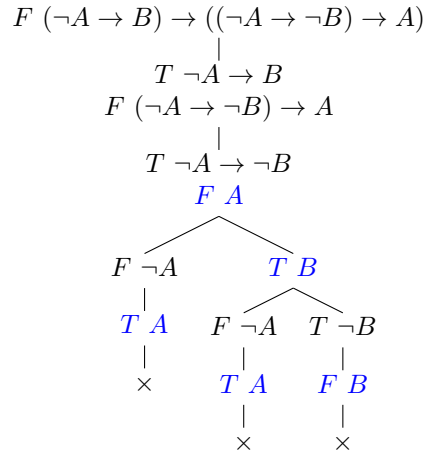 F (¬A → B) → ((¬A → ¬B) → A)
T ¬A → B
F (¬A → ¬B) → A
T ¬A → ¬B
F A
F ¬A T B
T A F ¬A T ¬B
× T A F B
× ×